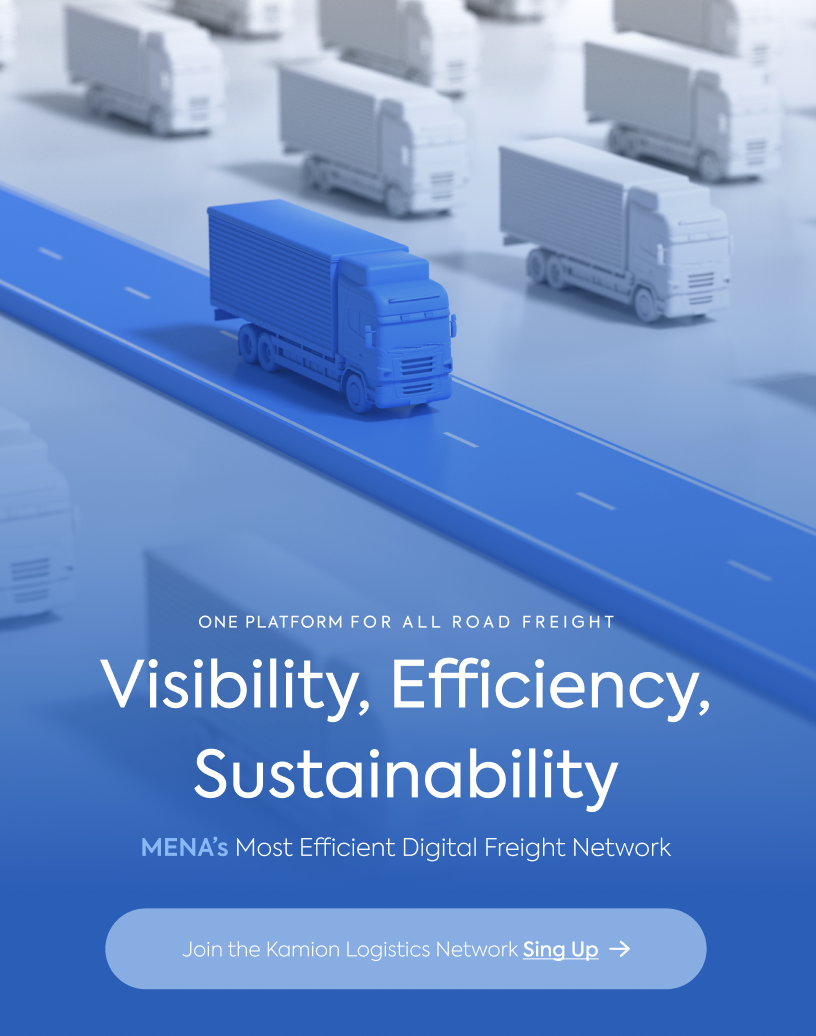 ONE PLATFORM FOR ALL ROAD FREIGHT
Visibility, Efficiency,
Sustainability
MENA’s Most Efficient Digital Freight Network
Join the Kamion Logistics Network Sing Up →